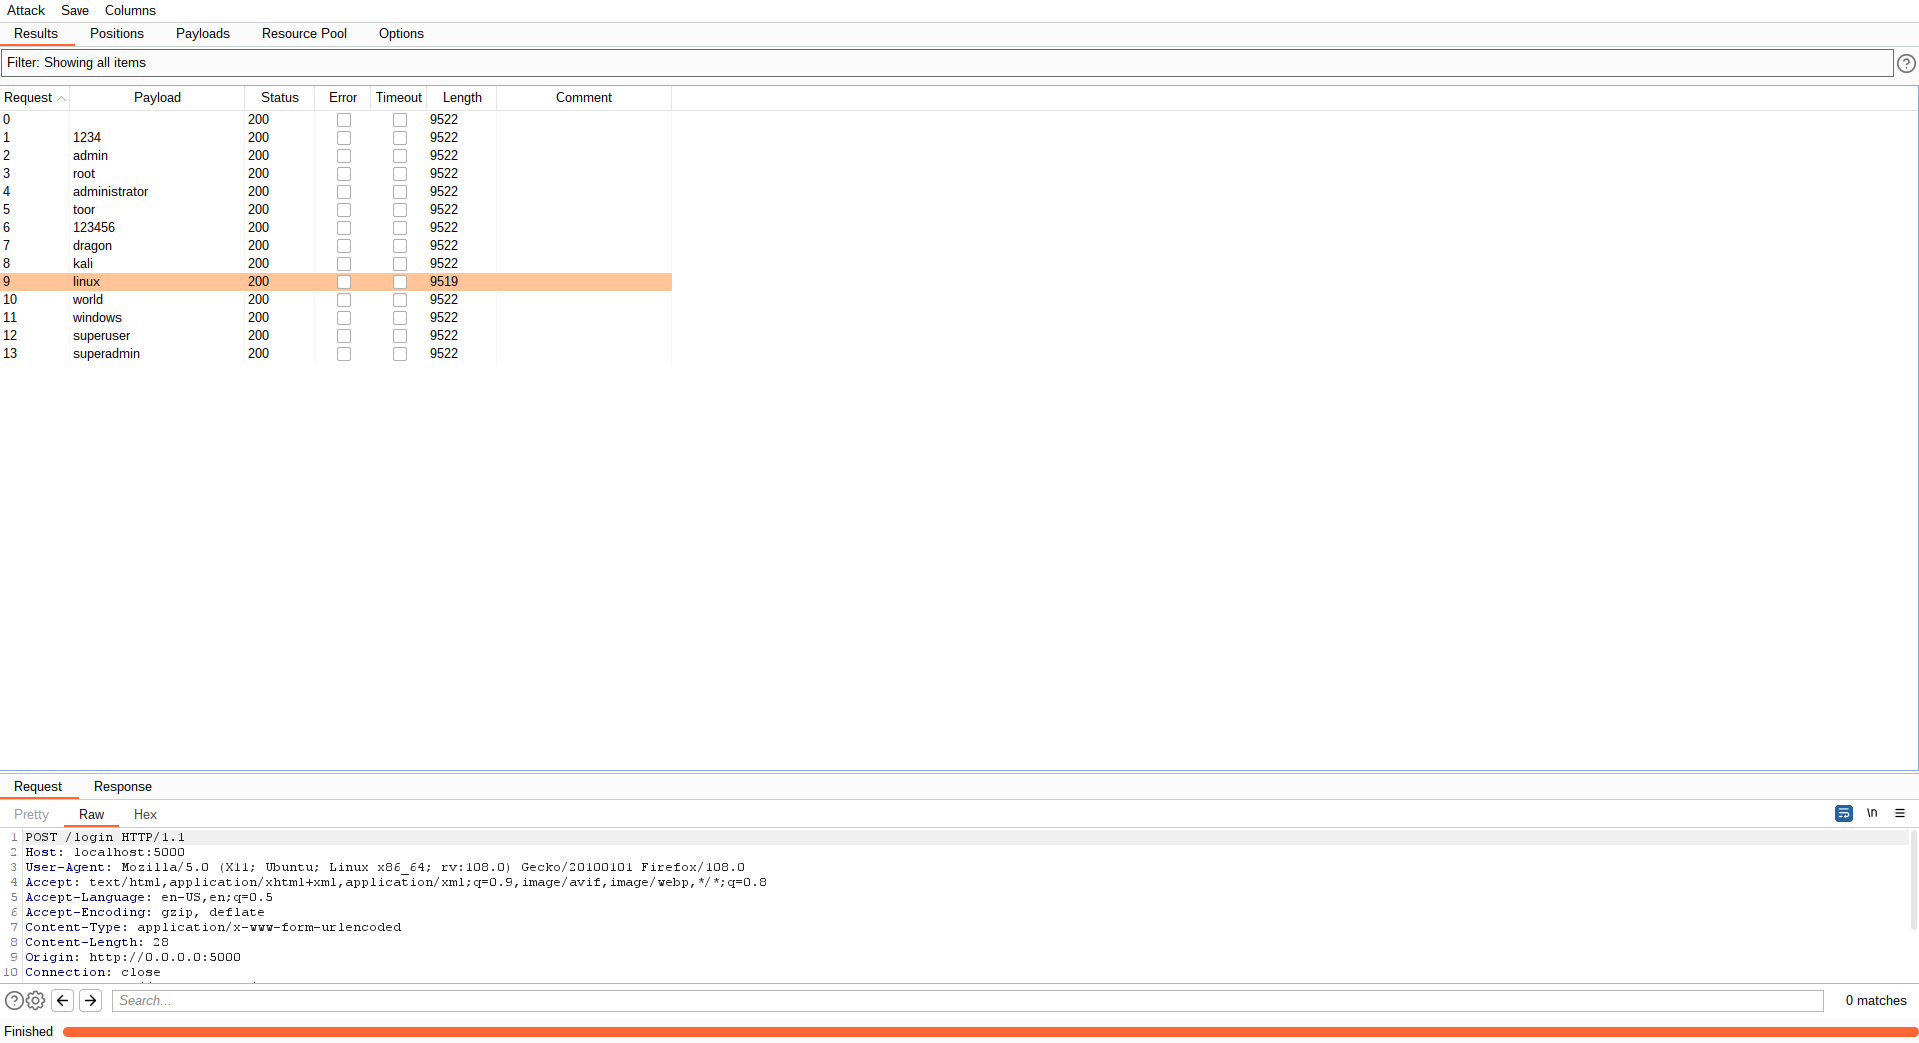 Attack Save Columns
Results Positions Payloads Resource Pool Options
Filter: Showing all items
Request Payload Status Error Timeout Length Comment
0 200 9522
1 1234 200 9522
2 admin 200 9522
3 root 200 9522
4 administrator 200 9522
5 toor 200 9522
6 123456 200 9522
7 dragon 200 9522
8 kali 200 9522
9 linux 200 9519
10 world 200 9522
11 windows 200 9522
12 superuser 200 9522
13 superadmin 200 9522
Request Response
Pretty Raw Hex
\n
1 POST /login HTTP/1.1
2 Host: localhost:5000
3 User-Agent: Mozilla/5.0 (X11; Ubuntu; Linux x86_64; rv:108.0) Gecko/20100101 Firefox/108.0
4 Accept: text/html,application/xhtml+xml,application/xml;q=0.9,image/avif,image/webp,*/*;q=0.8
5 Accept-Language: en-US,en;q=0.5
6 Accept-Encoding: gzip, deflate
7 Content-Type: application/x-www-form-urlencoded
8 Content-Length: 28
9 Origin: http://0.0.0.0:5000
10 Connection: close
Search... 0 matches
Finished